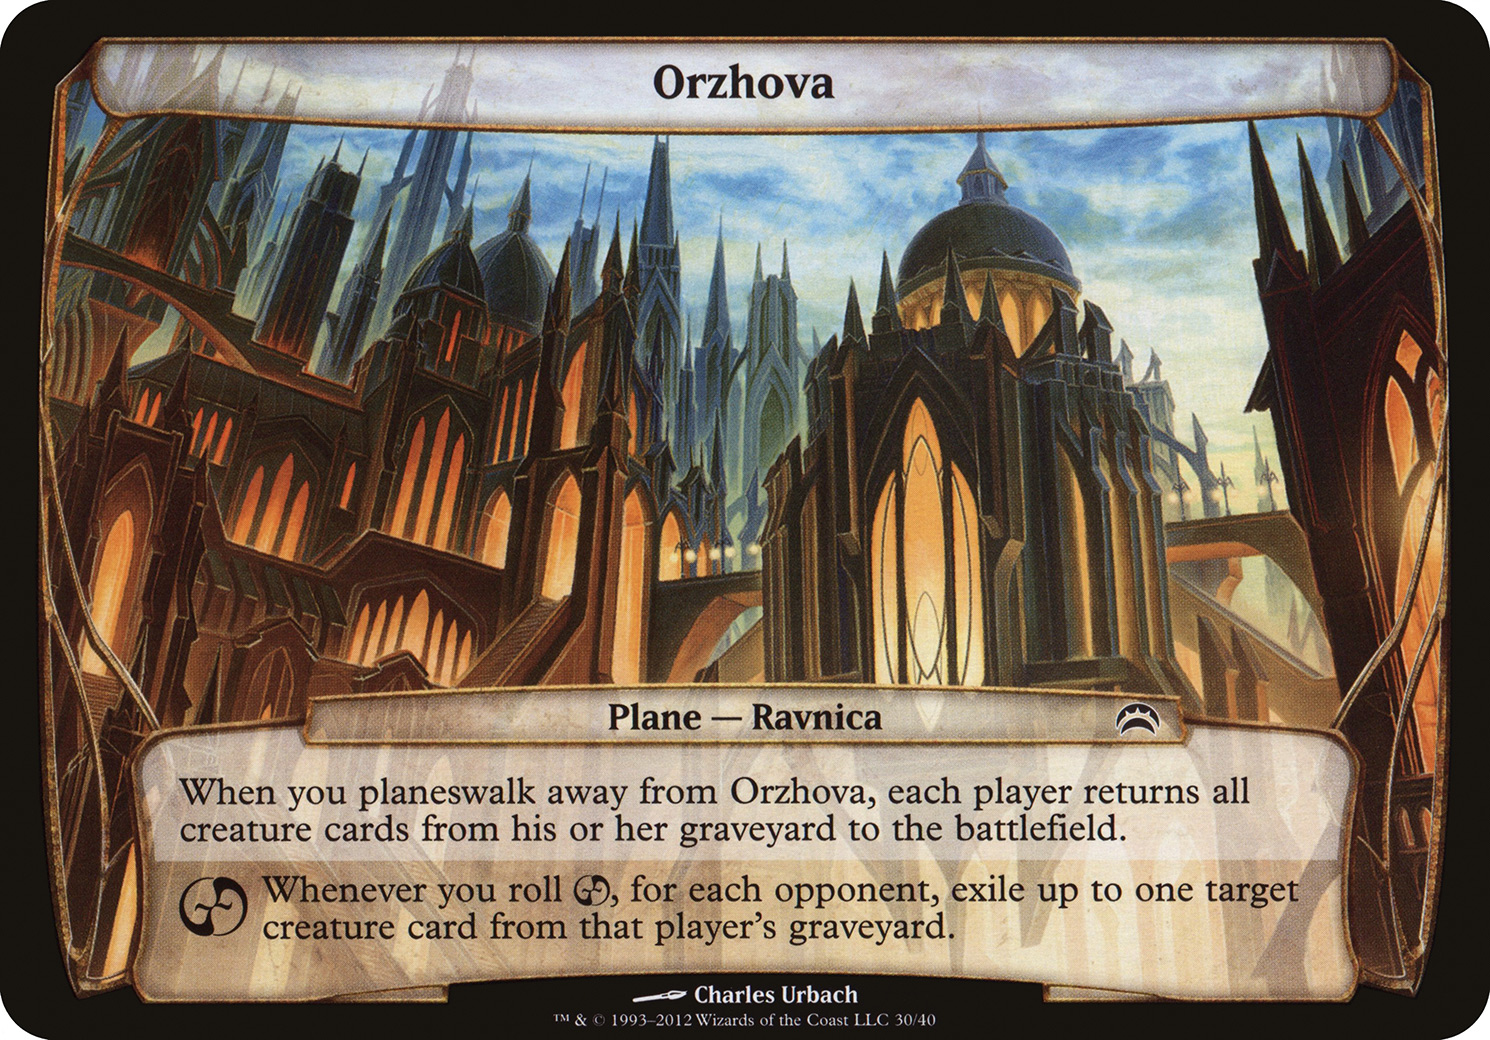 Orzhova
Plane — Ravnica
When you planeswalk away from Orzhova, each player returns all
creature cards from his or her graveyard to the battlefield.
Whenever you roll , for each opponent, exile up to one target
creature card from that player's graveyard.
Charles Urbach
™ & © 1993–2012 Wizards of the Coast LLC 30/40